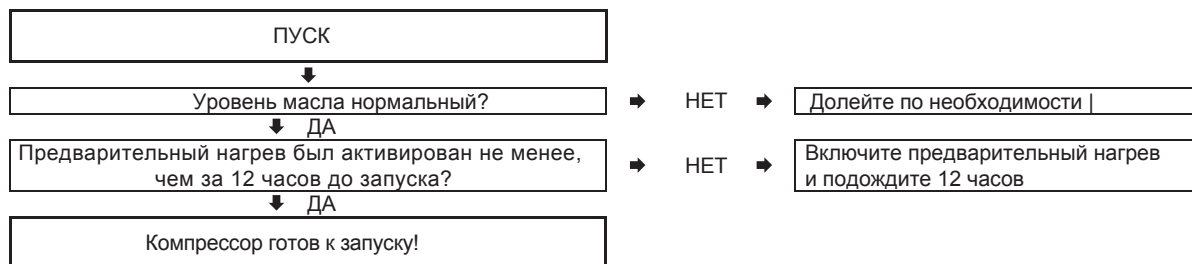 ПУСК
Уровень масла нормальный?
НЕТ
Долейте по необходимости |
ДА
Предварительный нагрев был активирован не менее,
чем за 12 часов до запуска?
НЕТ
Включите предварительный нагрев
и подождите 12 часов
ДА
Компрессор готов к запуску!